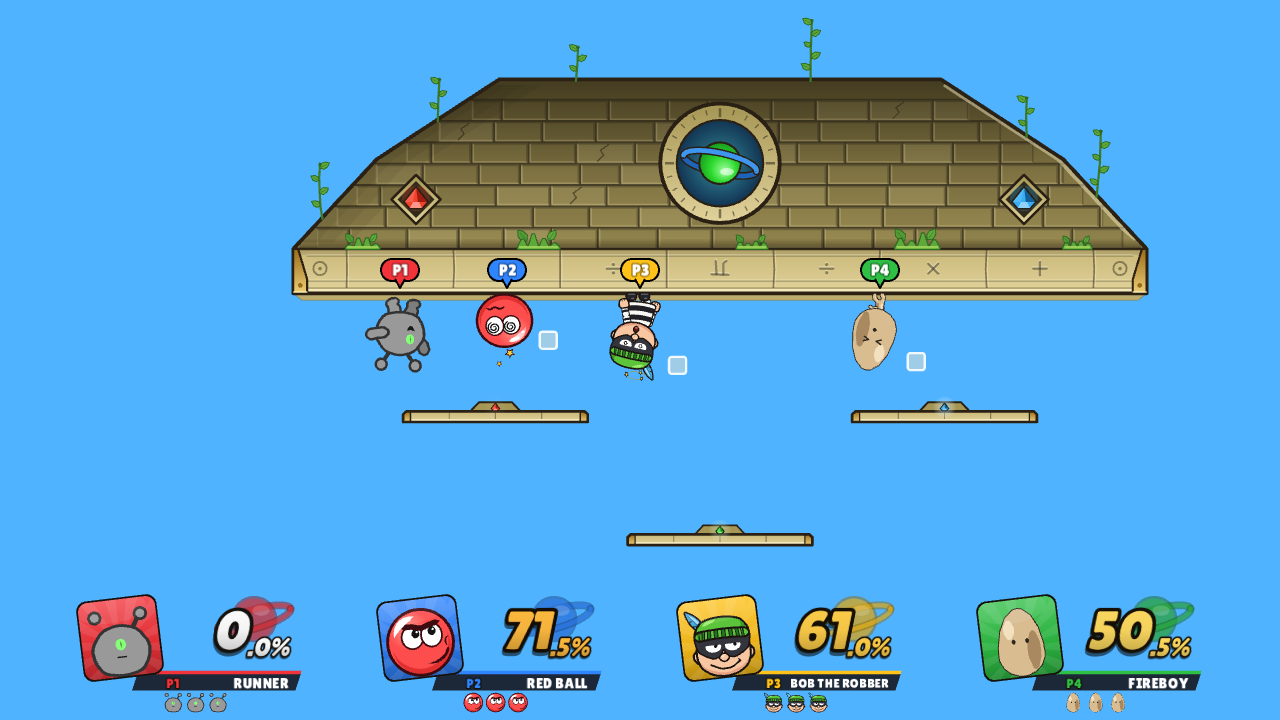 P1
P2
P3
P4
0.0%
P1 RUNNER
71.5%
P2 RED BALL
61.0%
P3 BOB THE ROBBER
50.5%
P4 FIREBOY